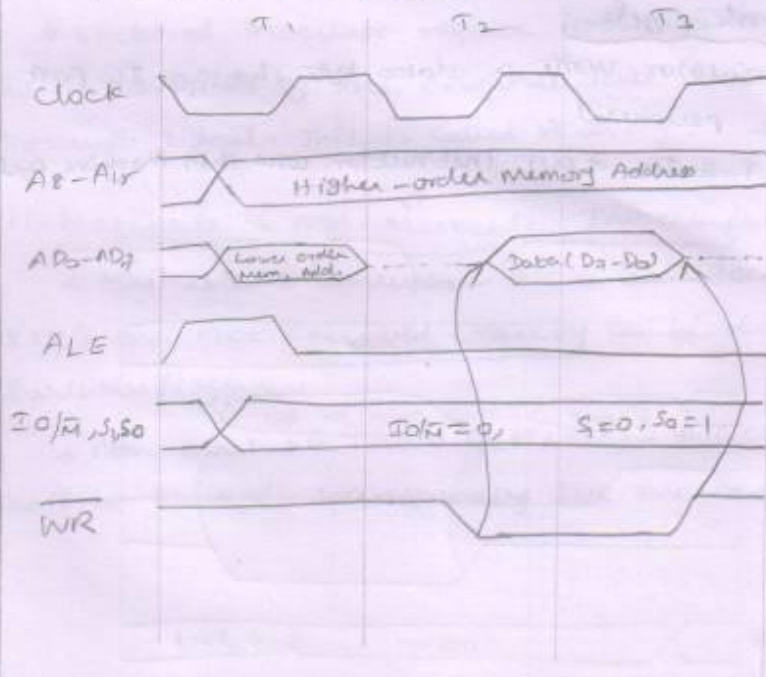 T1 T2 T3
Clock
A8-A15 Higher-order Memory Address
AD0-AD7 Lower order Mem. Add. Data (D7-D0)
ALE
IO/M̅, S1, S0 IO/M̅=0, S1=0, S0=1
W̅R̅